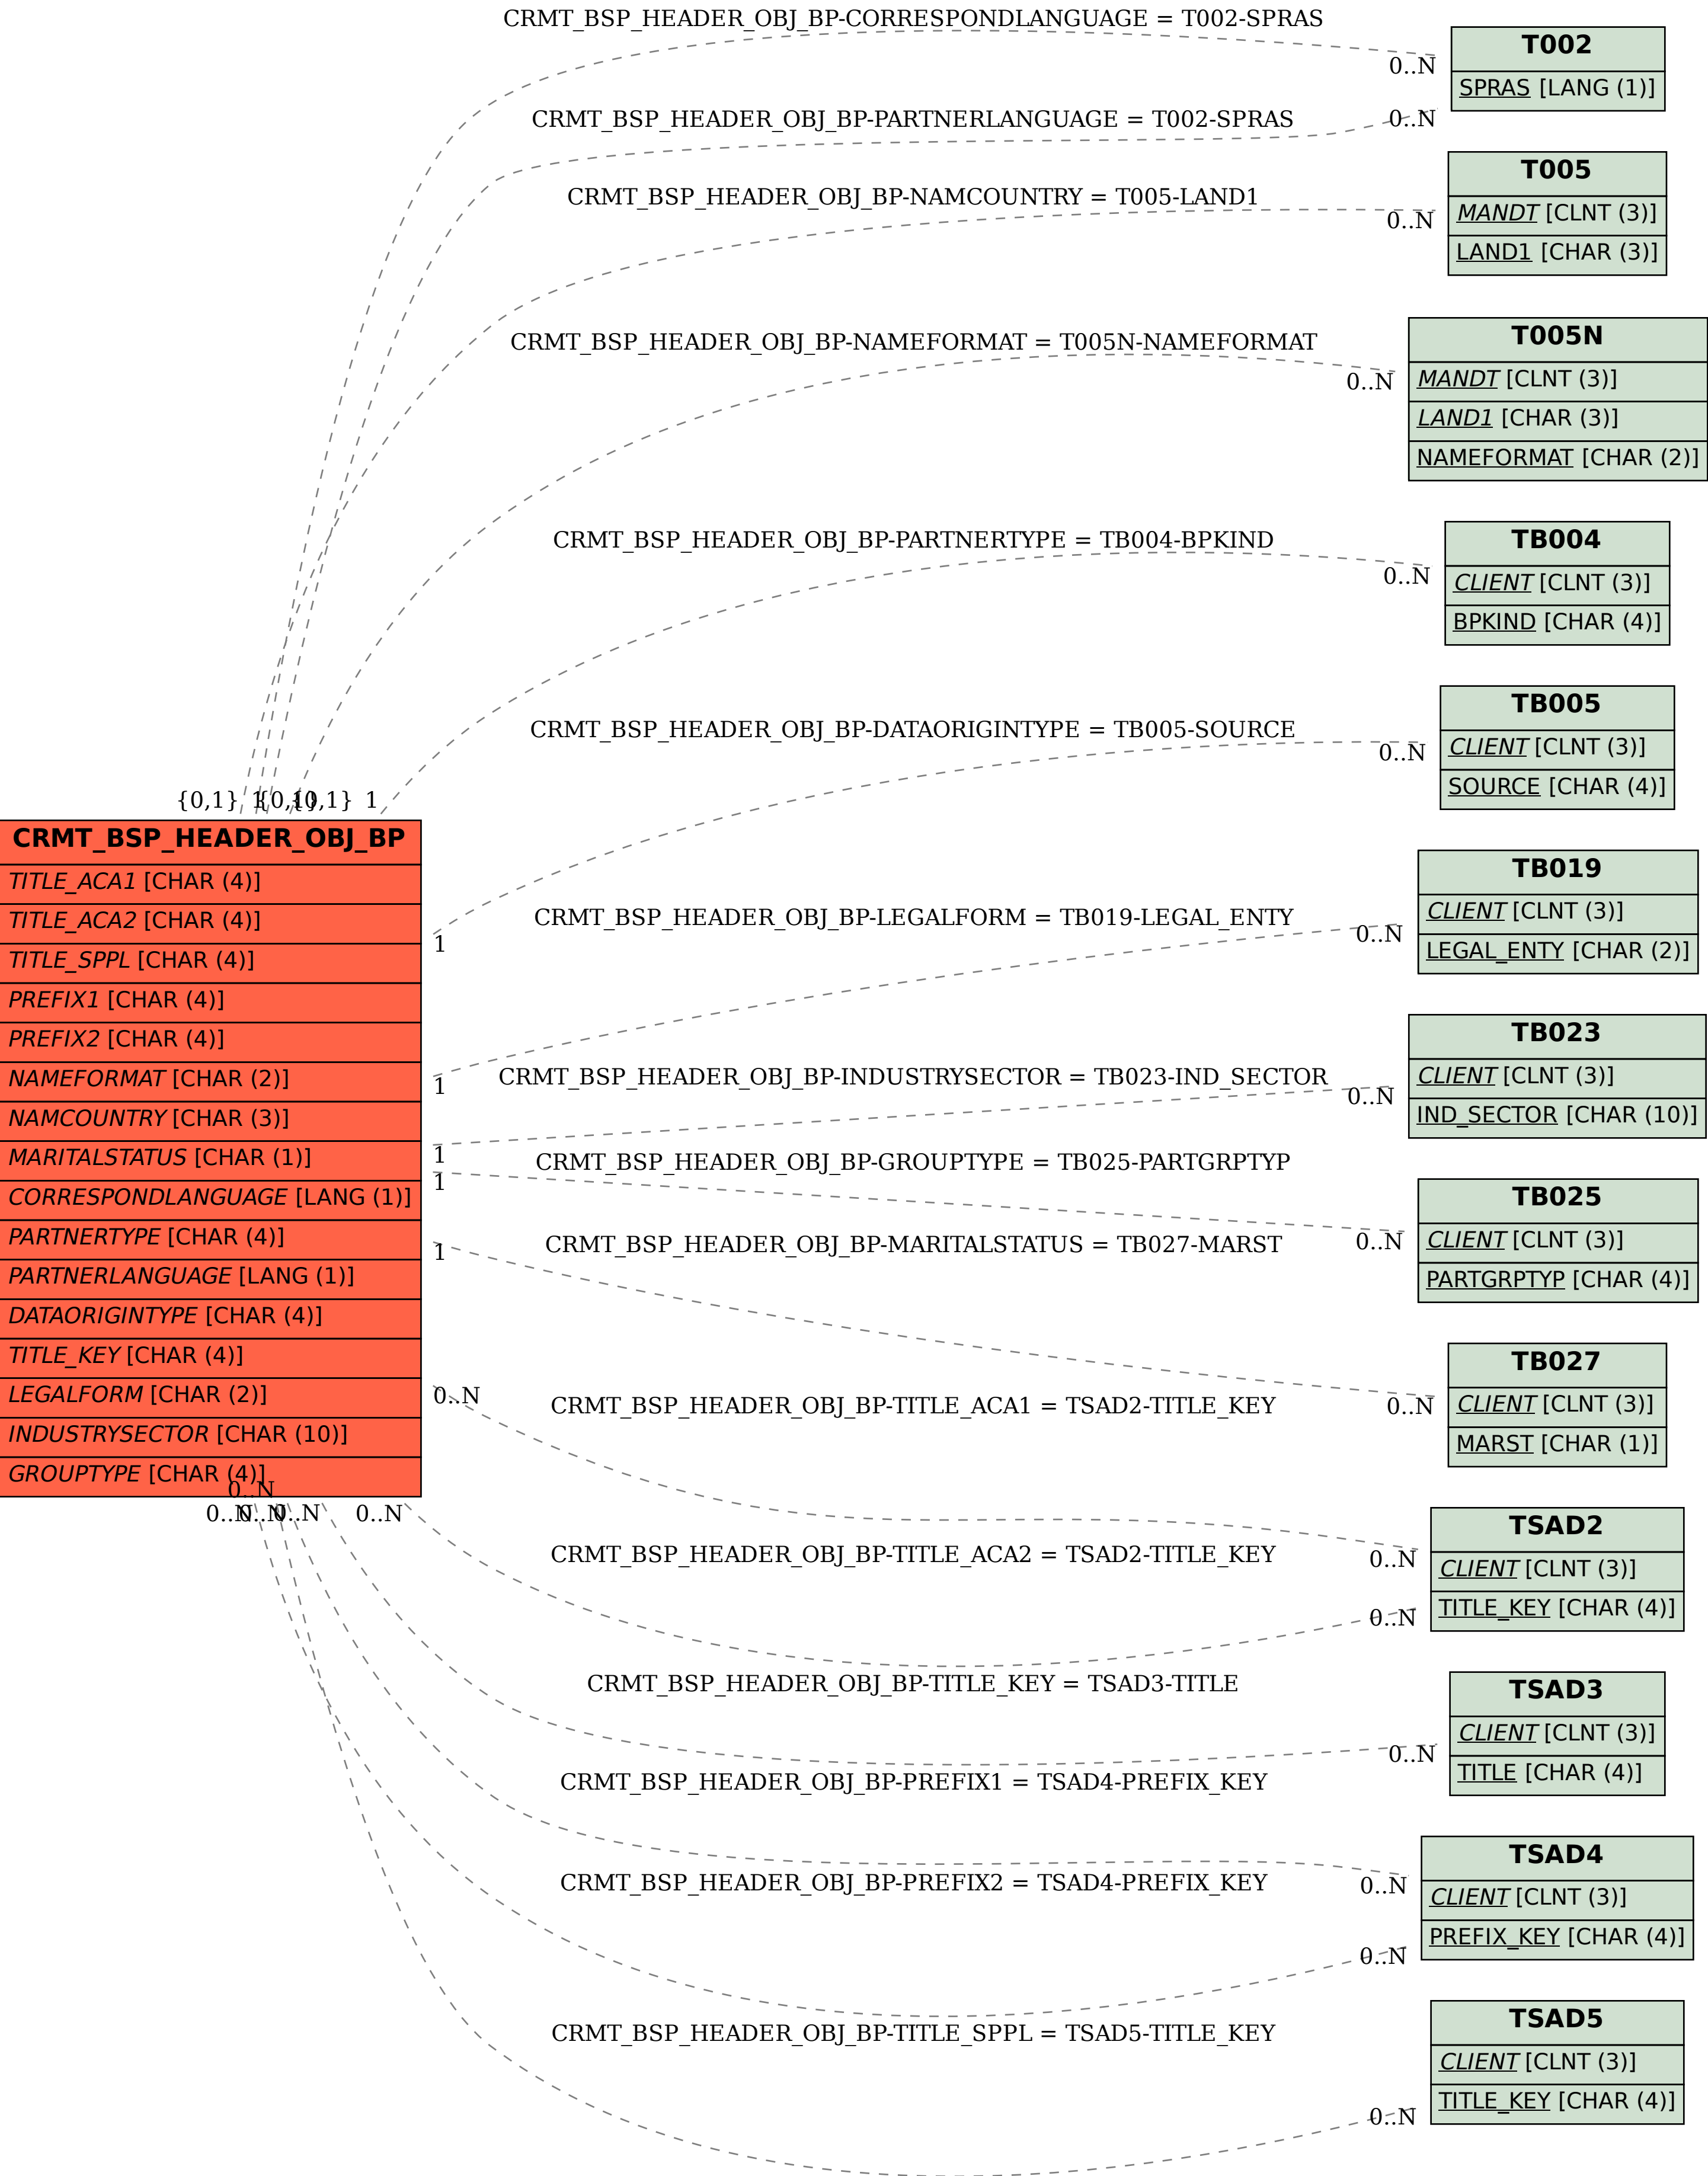 CRMT_BSP_HEADER_OBJ_BP-CORRESPONDLANGUAGE = T002-SPRAS
0..N
T002
SPRAS [LANG (1)]
CRMT_BSP_HEADER_OBJ_BP-PARTNERLANGUAGE = T002-SPRAS
0..N
T005
MANDT [CLNT (3)]
LAND1 [CHAR (3)]
CRMT_BSP_HEADER_OBJ_BP-NAMCOUNTRY = T005-LAND1
0..N
T005N
MANDT [CLNT (3)]
LAND1 [CHAR (3)]
NAMEFORMAT [CHAR (2)]
CRMT_BSP_HEADER_OBJ_BP-NAMEFORMAT = T005N-NAMEFORMAT
0..N
TB004
CLIENT [CLNT (3)]
BPKIND [CHAR (4)]
CRMT_BSP_HEADER_OBJ_BP-PARTNERTYPE = TB004-BPKIND
0..N
TB005
CLIENT [CLNT (3)]
SOURCE [CHAR (4)]
CRMT_BSP_HEADER_OBJ_BP-DATAORIGINTYPE = TB005-SOURCE
0..N
{0,1} 1 {0,1} {0,1} 1
CRMT_BSP_HEADER_OBJ_BP
TITLE_ACA1 [CHAR (4)]
TITLE_ACA2 [CHAR (4)]
TITLE_SPPL [CHAR (4)]
PREFIX1 [CHAR (4)]
PREFIX2 [CHAR (4)]
NAMEFORMAT [CHAR (2)]
NAMCOUNTRY [CHAR (3)]
MARITALSTATUS [CHAR (1)]
CORRESPONDLANGUAGE [LANG (1)]
PARTNERTYPE [CHAR (4)]
PARTNERLANGUAGE [LANG (1)]
DATAORIGINTYPE [CHAR (4)]
TITLE_KEY [CHAR (4)]
LEGALFORM [CHAR (2)]
INDUSTRYSECTOR [CHAR (10)]
GROUPTYPE [CHAR (4)]
1
1
1
1
1
0..N
0..N
0..N 0..N 0..N 0..N
TB019
CLIENT [CLNT (3)]
LEGAL_ENTY [CHAR (2)]
CRMT_BSP_HEADER_OBJ_BP-LEGALFORM = TB019-LEGAL_ENTY
0..N
TB023
CLIENT [CLNT (3)]
IND_SECTOR [CHAR (10)]
CRMT_BSP_HEADER_OBJ_BP-INDUSTRYSECTOR = TB023-IND_SECTOR
0..N
CRMT_BSP_HEADER_OBJ_BP-GROUPTYPE = TB025-PARTGRPTYP
0..N
TB025
CLIENT [CLNT (3)]
PARTGRPTYP [CHAR (4)]
CRMT_BSP_HEADER_OBJ_BP-MARITALSTATUS = TB027-MARST
0..N
TB027
CLIENT [CLNT (3)]
MARST [CHAR (1)]
CRMT_BSP_HEADER_OBJ_BP-TITLE_ACA1 = TSAD2-TITLE_KEY
0..N
TSAD2
CLIENT [CLNT (3)]
TITLE_KEY [CHAR (4)]
CRMT_BSP_HEADER_OBJ_BP-TITLE_ACA2 = TSAD2-TITLE_KEY
0..N
CRMT_BSP_HEADER_OBJ_BP-TITLE_KEY = TSAD3-TITLE
0..N
TSAD3
CLIENT [CLNT (3)]
TITLE [CHAR (4)]
CRMT_BSP_HEADER_OBJ_BP-PREFIX1 = TSAD4-PREFIX_KEY
0..N
TSAD4
CLIENT [CLNT (3)]
PREFIX_KEY [CHAR (4)]
CRMT_BSP_HEADER_OBJ_BP-PREFIX2 = TSAD4-PREFIX_KEY
0..N
TSAD5
CLIENT [CLNT (3)]
TITLE_KEY [CHAR (4)]
CRMT_BSP_HEADER_OBJ_BP-TITLE_SPPL = TSAD5-TITLE_KEY
0..N